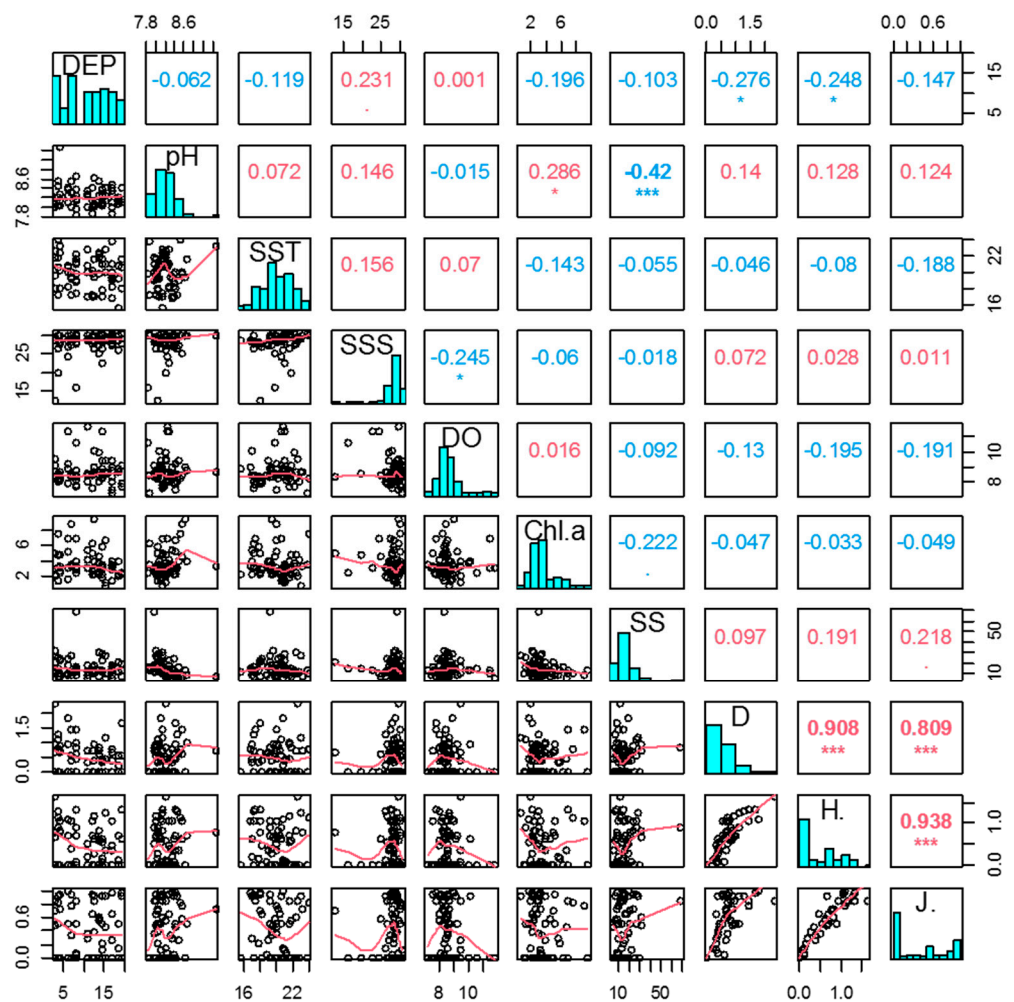 7.8 8.6 15 25 2 6 0.0 1.5 0.0 0.6
DEP -0.062 -0.119 0.231 0.001 -0.196 -0.103 -0.276 -0.248 -0.147 5 15
. * *
7.8 8.6 pH 0.072 0.146 -0.015 0.286 -0.42 0.14 0.128 0.124
* ***
SST 0.156 0.07 -0.143 -0.055 -0.046 -0.08 -0.188 16 22
15 25 SSS -0.245 -0.06 -0.018 0.072 0.028 0.011
*
DO 0.016 -0.092 -0.13 -0.195 -0.191 8 10
2 6 Chl.a -0.222 -0.047 -0.033 -0.049
.
SS 0.097 0.191 0.218 10 50
.
0.0 1.5 D 0.908 0.809
*** ***
H. 0.938 0.0 1.0
***
0.0 0.6 J.
5 15 16 22 8 10 10 50 0.0 1.0